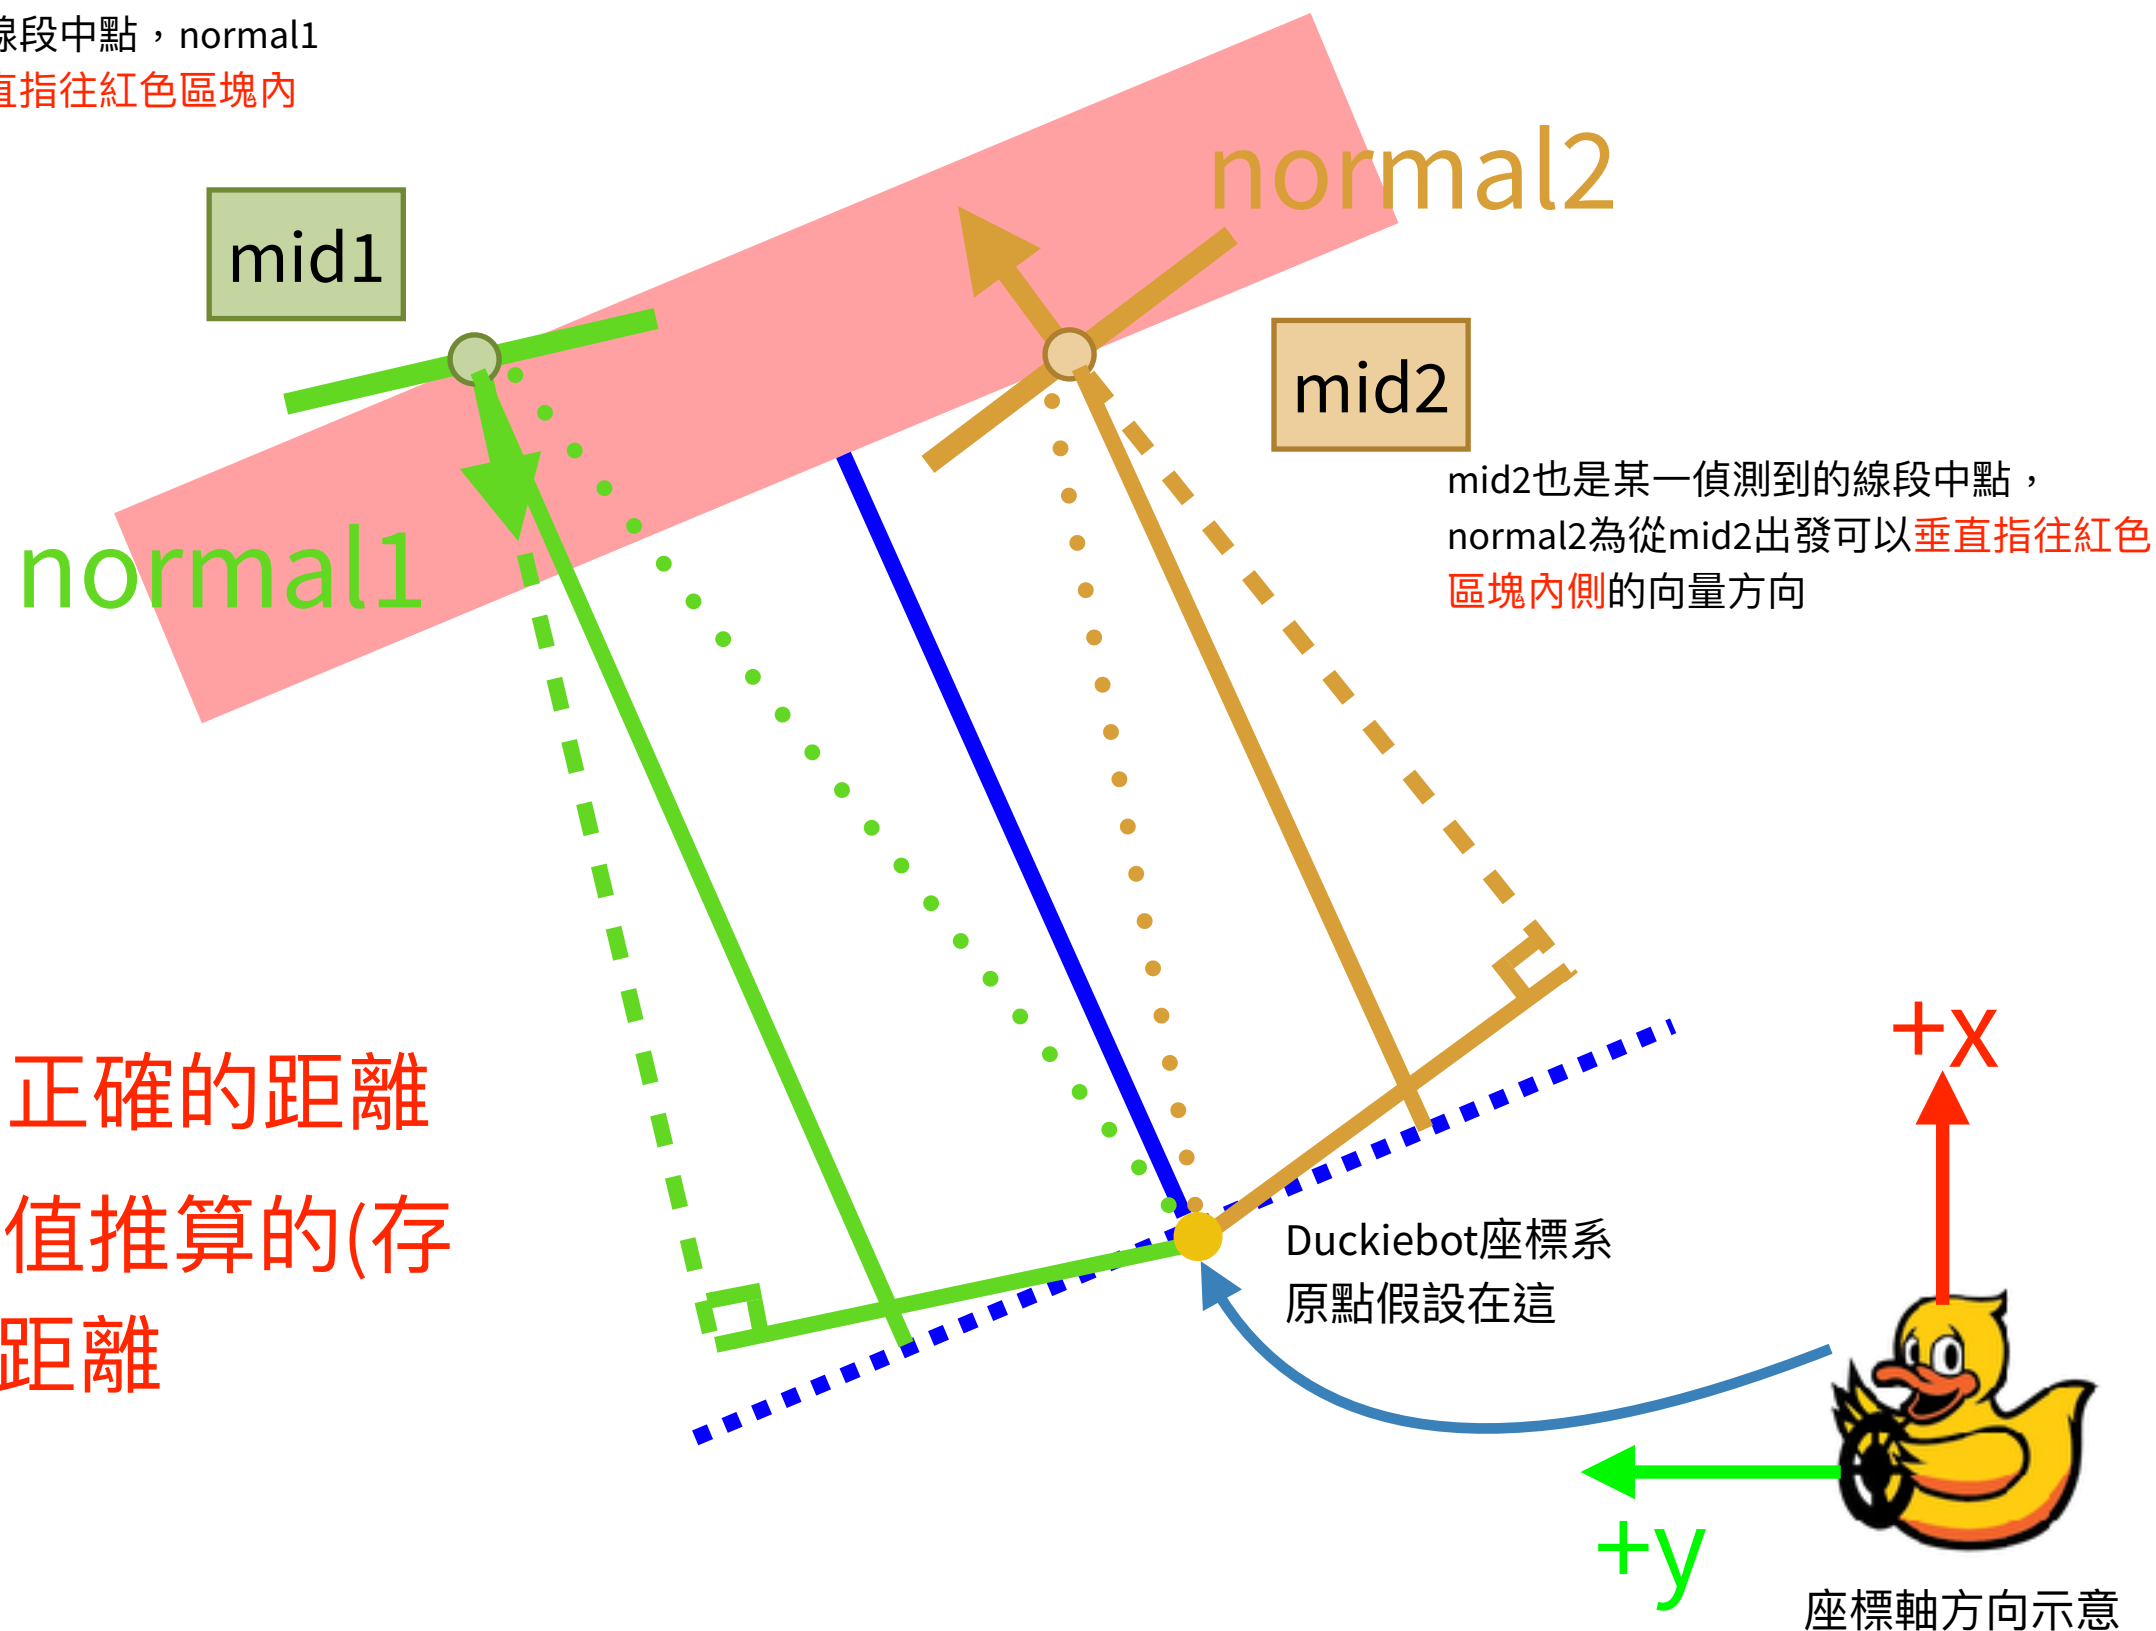 線段中點，normal1
直指往紅色區塊內
normal2
mid1
mid2
mid2也是某一偵測到的線段中點，
normal2為從mid2出發可以垂直指往紅色
區塊內側的向量方向
normal1
正確的距離
值推算的(存
距離
+x
Duckiebot座標系
原點假設在這
+y
座標軸方向示意